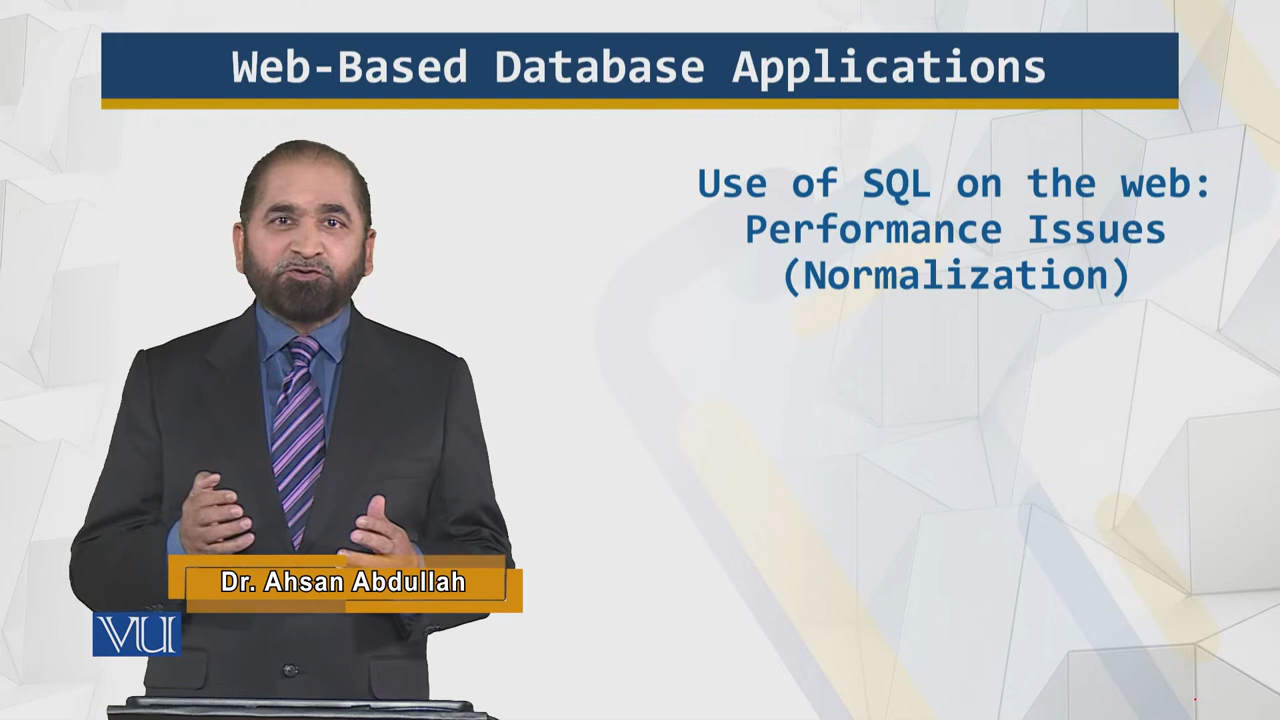 Web-Based Database Applications
Use of SQL on the web:
Performance Issues
(Normalization)
Dr. Ahsan Abdullah
VU